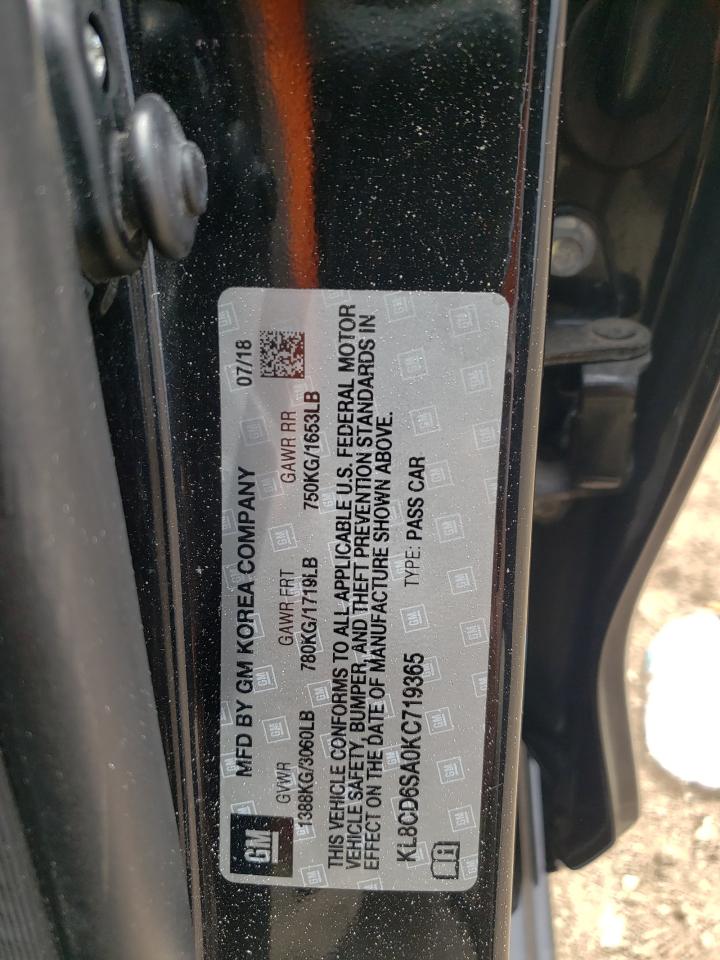 GM
MFD BY GM KOREA COMPANY 07/18
GVWR GAWR FRT GAWR RR
1388KG/3060LB 780KG/1719LB 750KG/1653LB
THIS VEHICLE CONFORMS TO ALL APPLICABLE U.S. FEDERAL MOTOR
VEHICLE SAFETY, BUMPER, AND THEFT PREVENTION STANDARDS IN
EFFECT ON THE DATE OF MANUFACTURE SHOWN ABOVE.
KL8CD6SA0KC719365 TYPE: PASS CAR